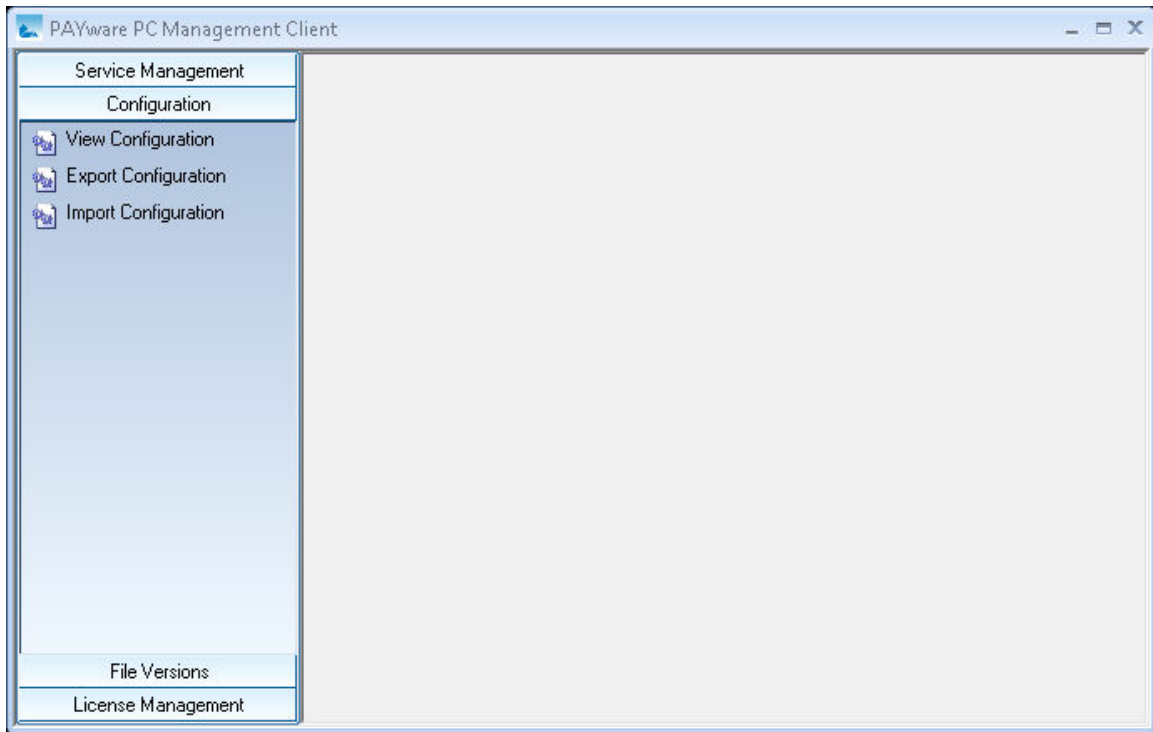 PAYware PC Management Client
Service Management
Configuration
View Configuration
Export Configuration
Import Configuration
File Versions
License Management